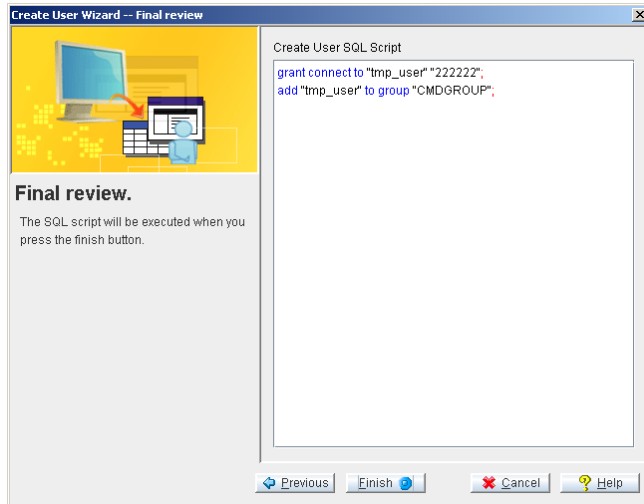 Create User Wizard -- Final review
Create User SQL Script
grant connect to "tmp_user" "222222";
add "tmp_user" to group "CMDGROUP";
Final review.
The SQL script will be executed when you
press the finish button.
Previous
Finish
Cancel
Help